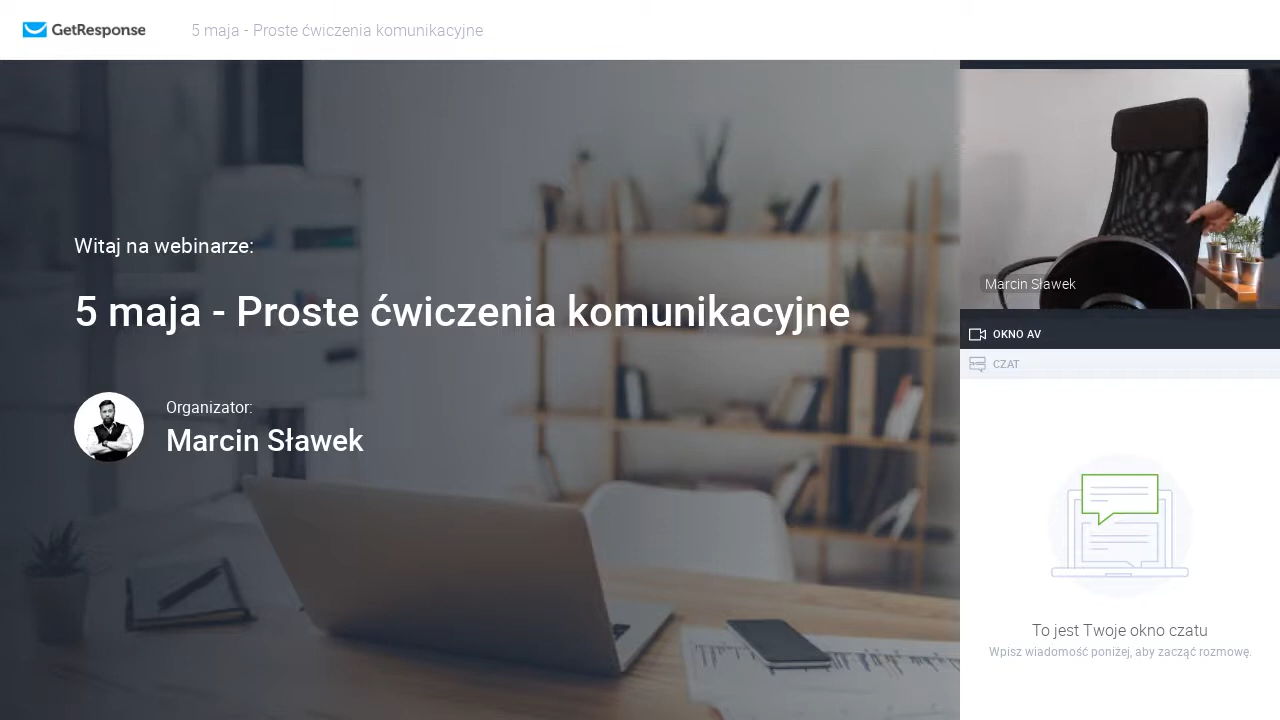 GetResponse
5 maja - Proste ćwiczenia komunikacyjne
Witaj na webinarze:
5 maja - Proste ćwiczenia komunikacyjne
Organizator:
Marcin Sławek
Marcin Sławek
OKNO AV
CZAT
To jest Twoje okno czatu
Wpisz wiadomość poniżej, aby zacząć rozmowę.